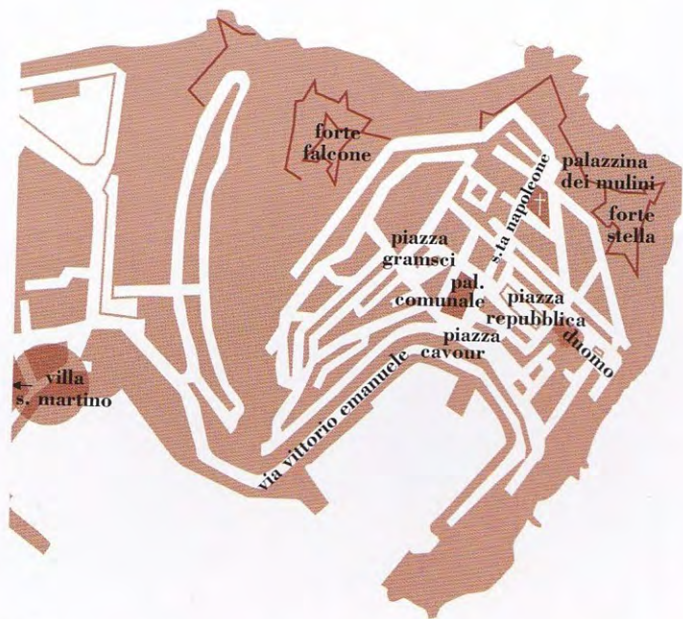 forte
falcone
palazzina
dei mulini
s.ta napoleone
forte
stella
piazza
gramsci
pal.
comunale
piazza
repubblica
piazza
cavour
duomo
villa
s. martino
via vittorio emanuele